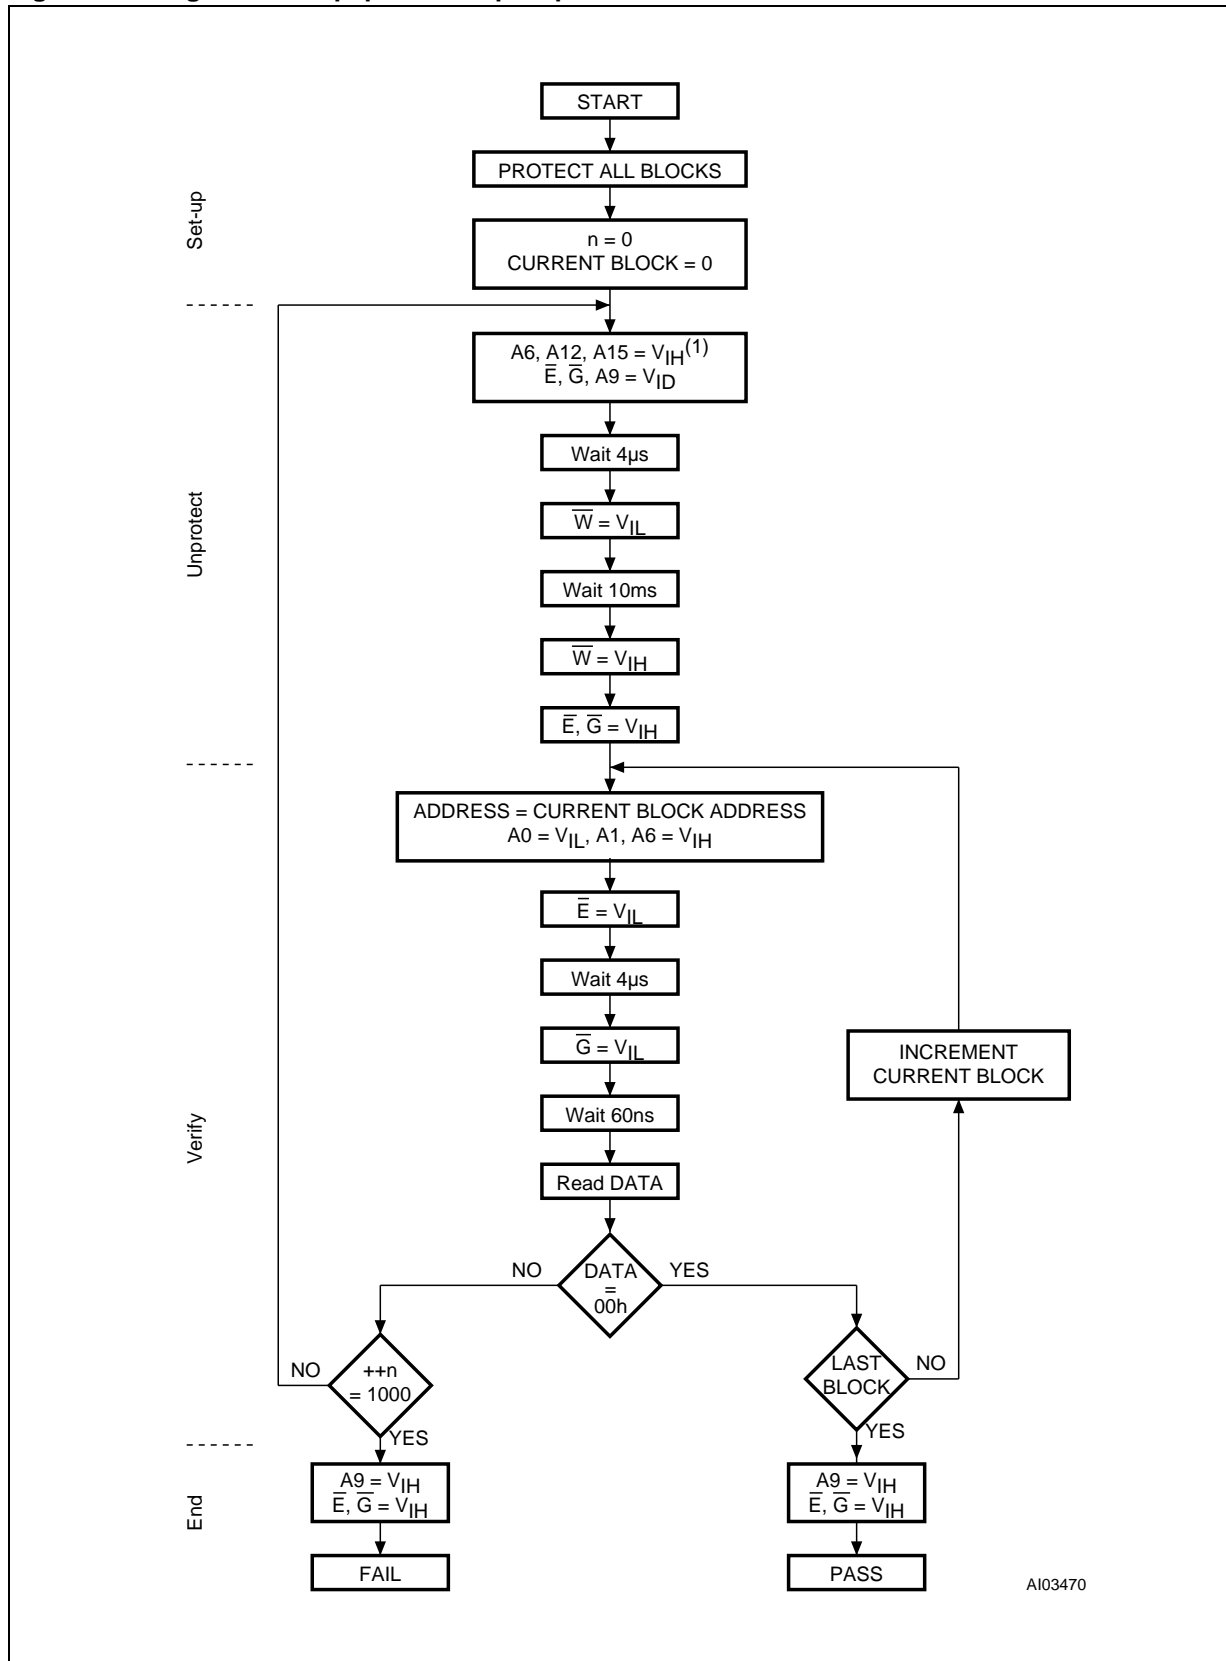 START
PROTECT ALL BLOCKS
n = 0
CURRENT BLOCK = 0
Set-up
A6, A12, A15 = VIH(1)
E̅, G̅, A9 = VID
Wait 4µs
W̅ = VIL
Unprotect
Wait 10ms
W̅ = VIH
E̅, G̅ = VIH
ADDRESS = CURRENT BLOCK ADDRESS
A0 = VIL, A1, A6 = VIH
E̅ = VIL
Wait 4µs
G̅ = VIL
INCREMENT
CURRENT BLOCK
Wait 60ns
Verify
Read DATA
NO
DATA
=
00h
YES
NO
++n
= 1000
YES
LAST
BLOCK
NO
YES
End
A9 = VIH
E̅, G̅ = VIH
FAIL
A9 = VIH
E̅, G̅ = VIH
PASS
AI03470